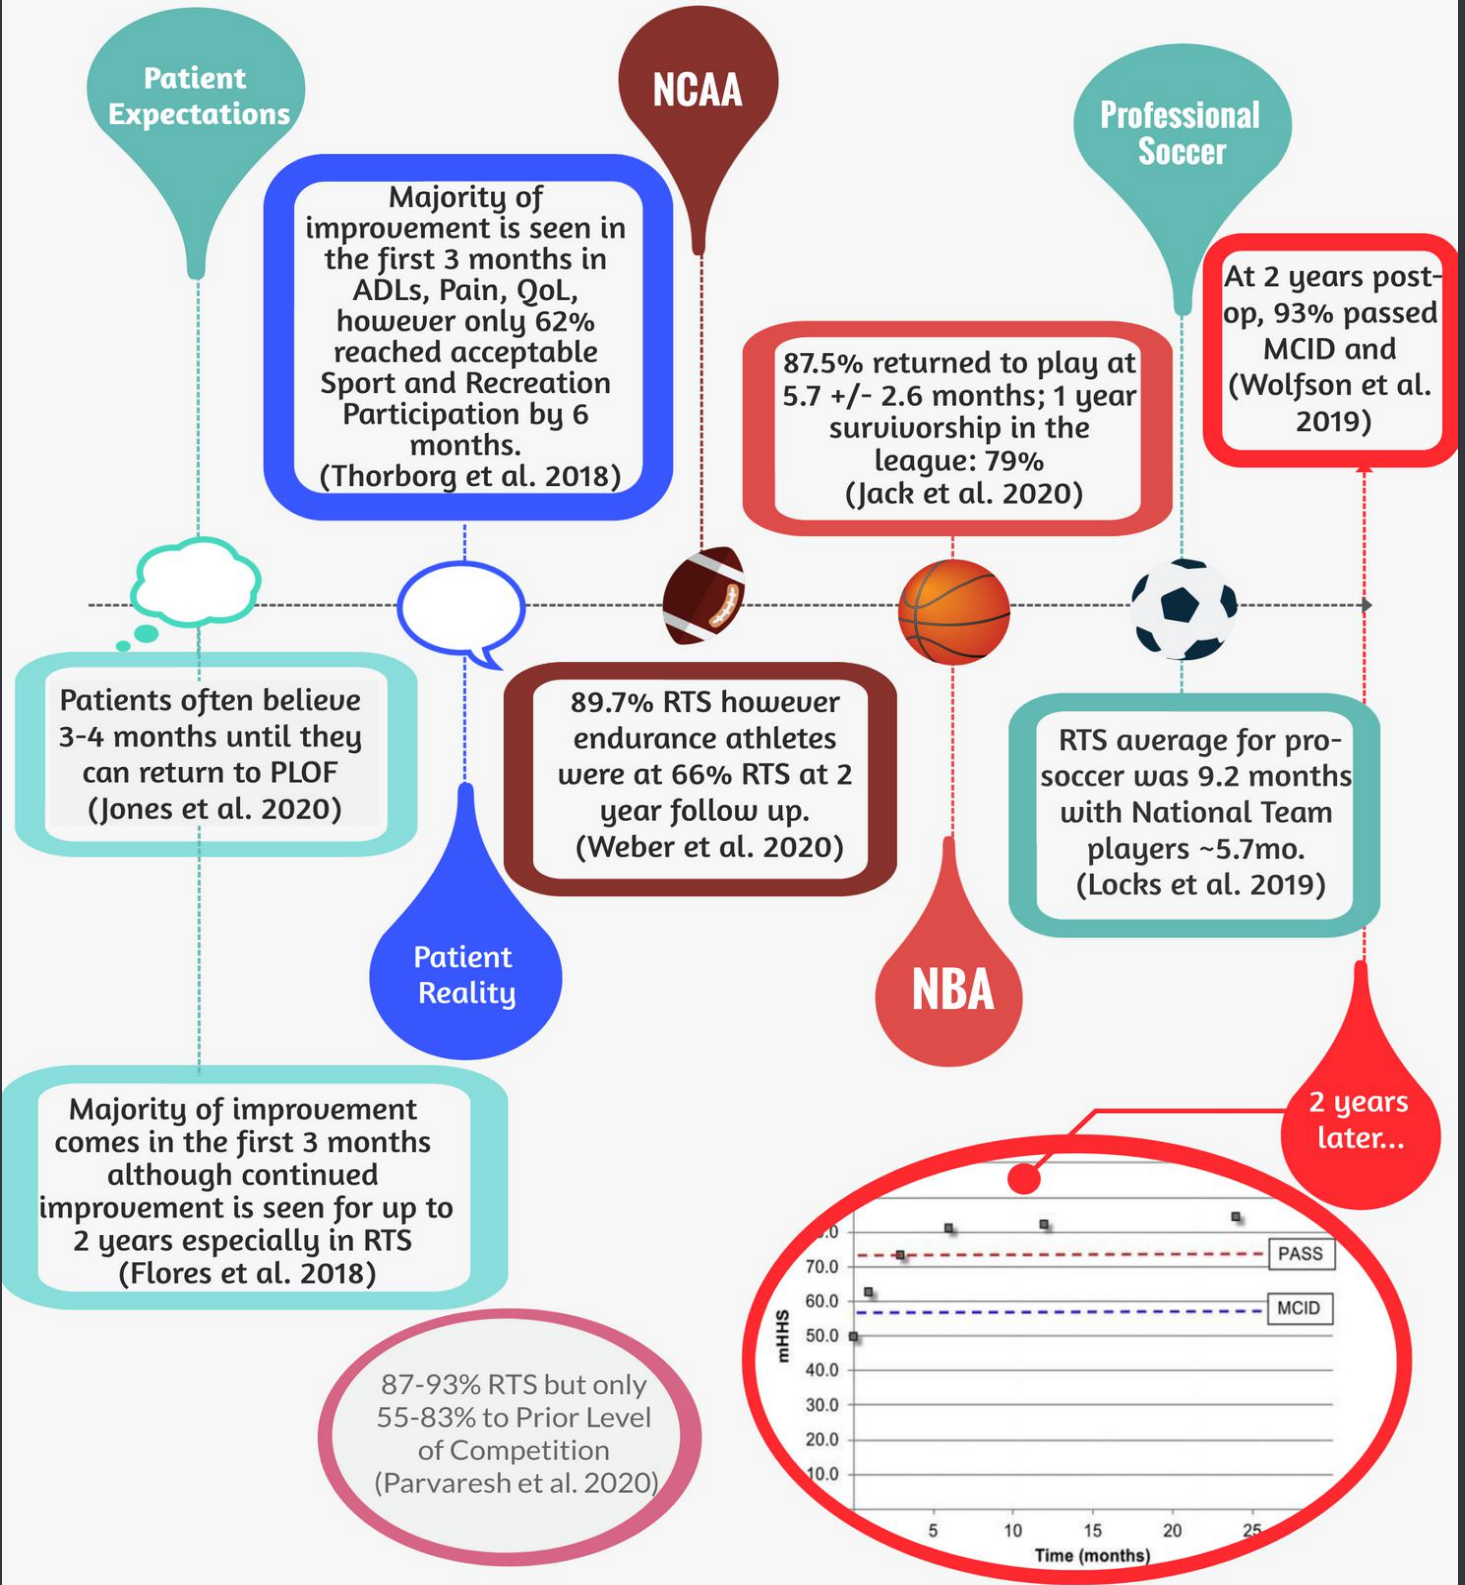 Patient
Expectations
NCAA
Professional
Soccer
Majority of
improvement is seen in
the first 3 months in
ADLs, Pain, QoL,
however only 62%
reached acceptable
Sport and Recreation
Participation by 6
months.
(Thorborg et al. 2018)
At 2 years post-
op, 93% passed
MCID and
(Wolfson et al.
2019)
87.5% returned to play at
5.7 +/- 2.6 months; 1 year
survivorship in the
league: 79%
(Jack et al. 2020)
Patients often believe
3-4 months until they
can return to PLOF
(Jones et al. 2020)
89.7% RTS however
endurance athletes
were at 66% RTS at 2
year follow up.
(Weber et al. 2020)
RTS average for pro-
soccer was 9.2 months
with National Team
players ~5.7mo.
(Locks et al. 2019)
Patient
Reality
NBA
2 years
later...
Majority of improvement
comes in the first 3 months
although continued
improvement is seen for up to
2 years especially in RTS
(Flores et al. 2018)
87-93% RTS but only
55-83% to Prior Level
of Competition
(Parvaresh et al. 2020)
PASS
70.0
60.0
MCID
50.0
mHHS
40.0
30.0
20.0
10.0
5 10 15 20 25
Time (months)